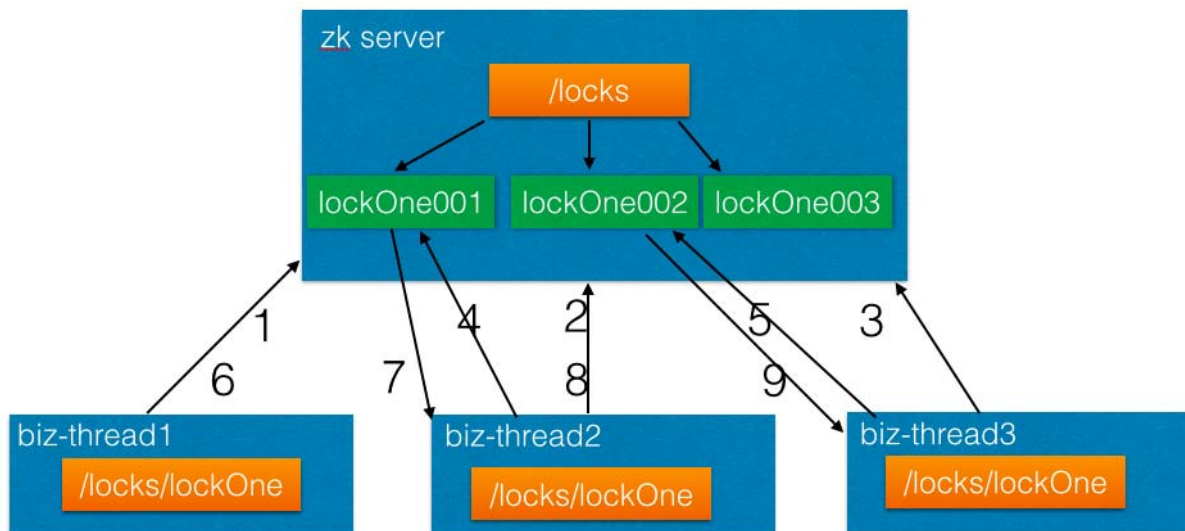 zk server
/locks
lockOne001 lockOne002 lockOne003
1 4 2 5 3
6 7 8 9
biz-thread1 biz-thread2 biz-thread3
/locks/lockOne /locks/lockOne /locks/lockOne